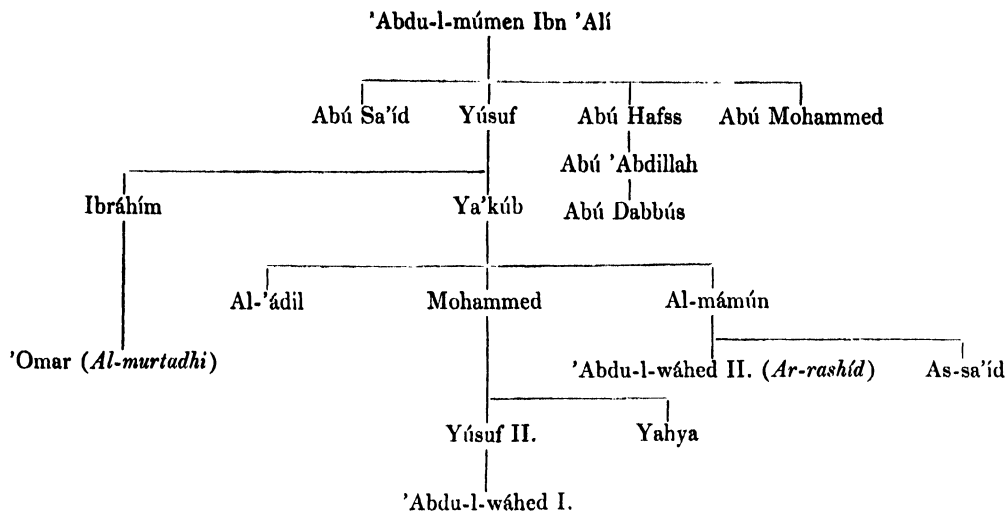 'Abdu-l-múmen Ibn 'Alí
Abú Sa'íd Yúsuf Abú Hafss Abú Mohammed
Abú 'Abdillah
Ibráhím Ya'kúb Abú Dabbús
Al-'ádil Mohammed Al-mámún
'Omar (Al-murtadhi) 'Abdu-l-wáhed II. (Ar-rashíd) As-sa'íd
Yúsuf II. Yahya
'Abdu-l-wáhed I.